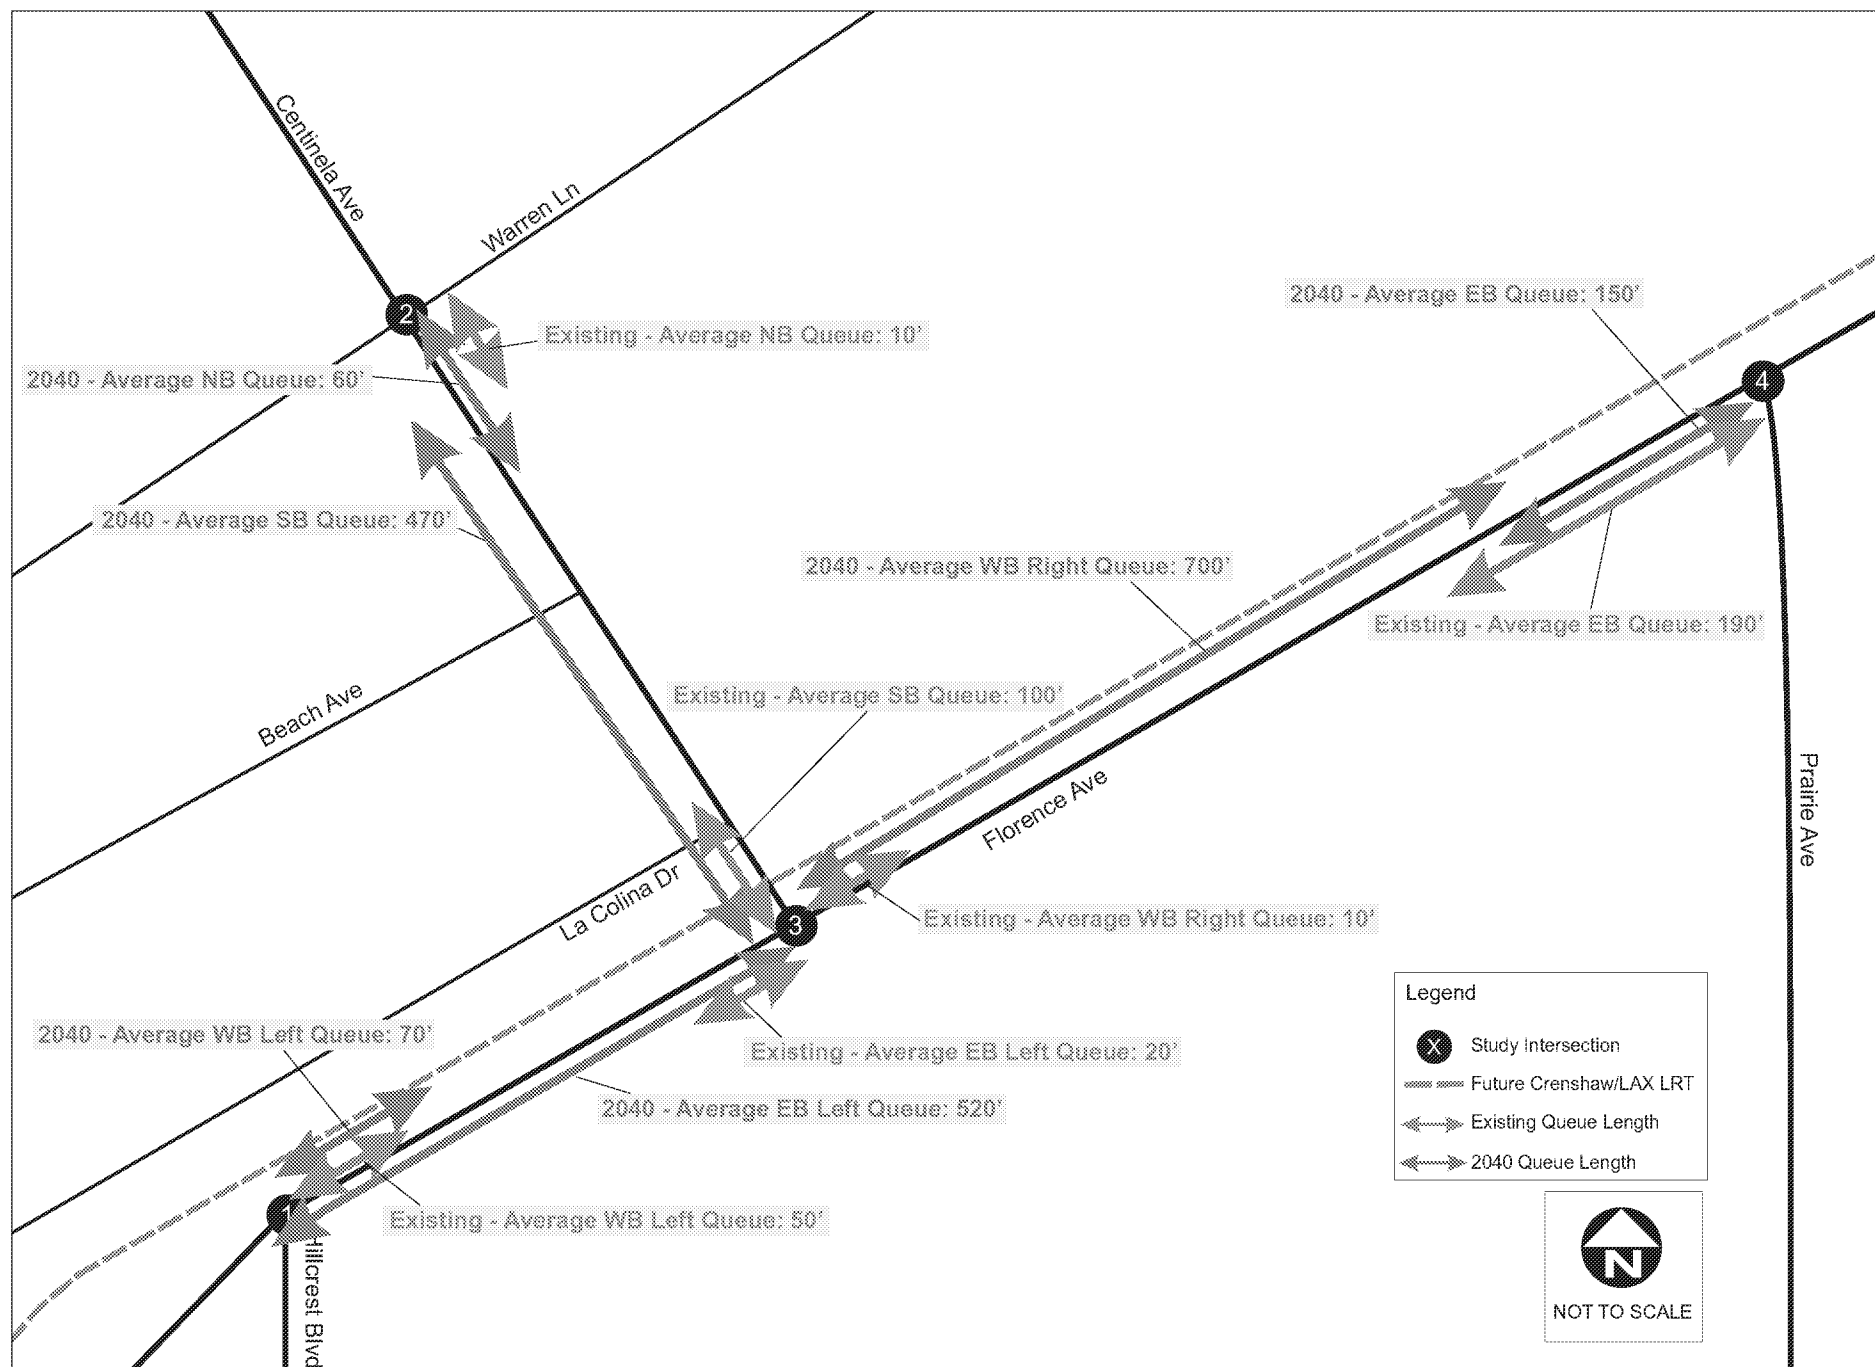 Centinela Ave
Warren Ln
2
Existing - Average NB Queue: 10'
2040 - Average EB Queue: 150'
4
2040 - Average NB Queue: 60'
2040 - Average SB Queue: 470'
2040 - Average WB Right Queue: 700'
Existing - Average EB Queue: 190'
Existing - Average SB Queue: 100'
Beach Ave
Florence Ave
Prairie Ave
La Colina Dr
3
Existing - Average WB Right Queue: 10'
2040 - Average WB Left Queue: 70'
Existing - Average EB Left Queue: 20'
2040 - Average EB Left Queue: 520'
1
Existing - Average WB Left Queue: 50'
Hillcrest Blvd
Legend
X Study Intersection
Future Crenshaw/LAX LRT
Existing Queue Length
2040 Queue Length
N
NOT TO SCALE